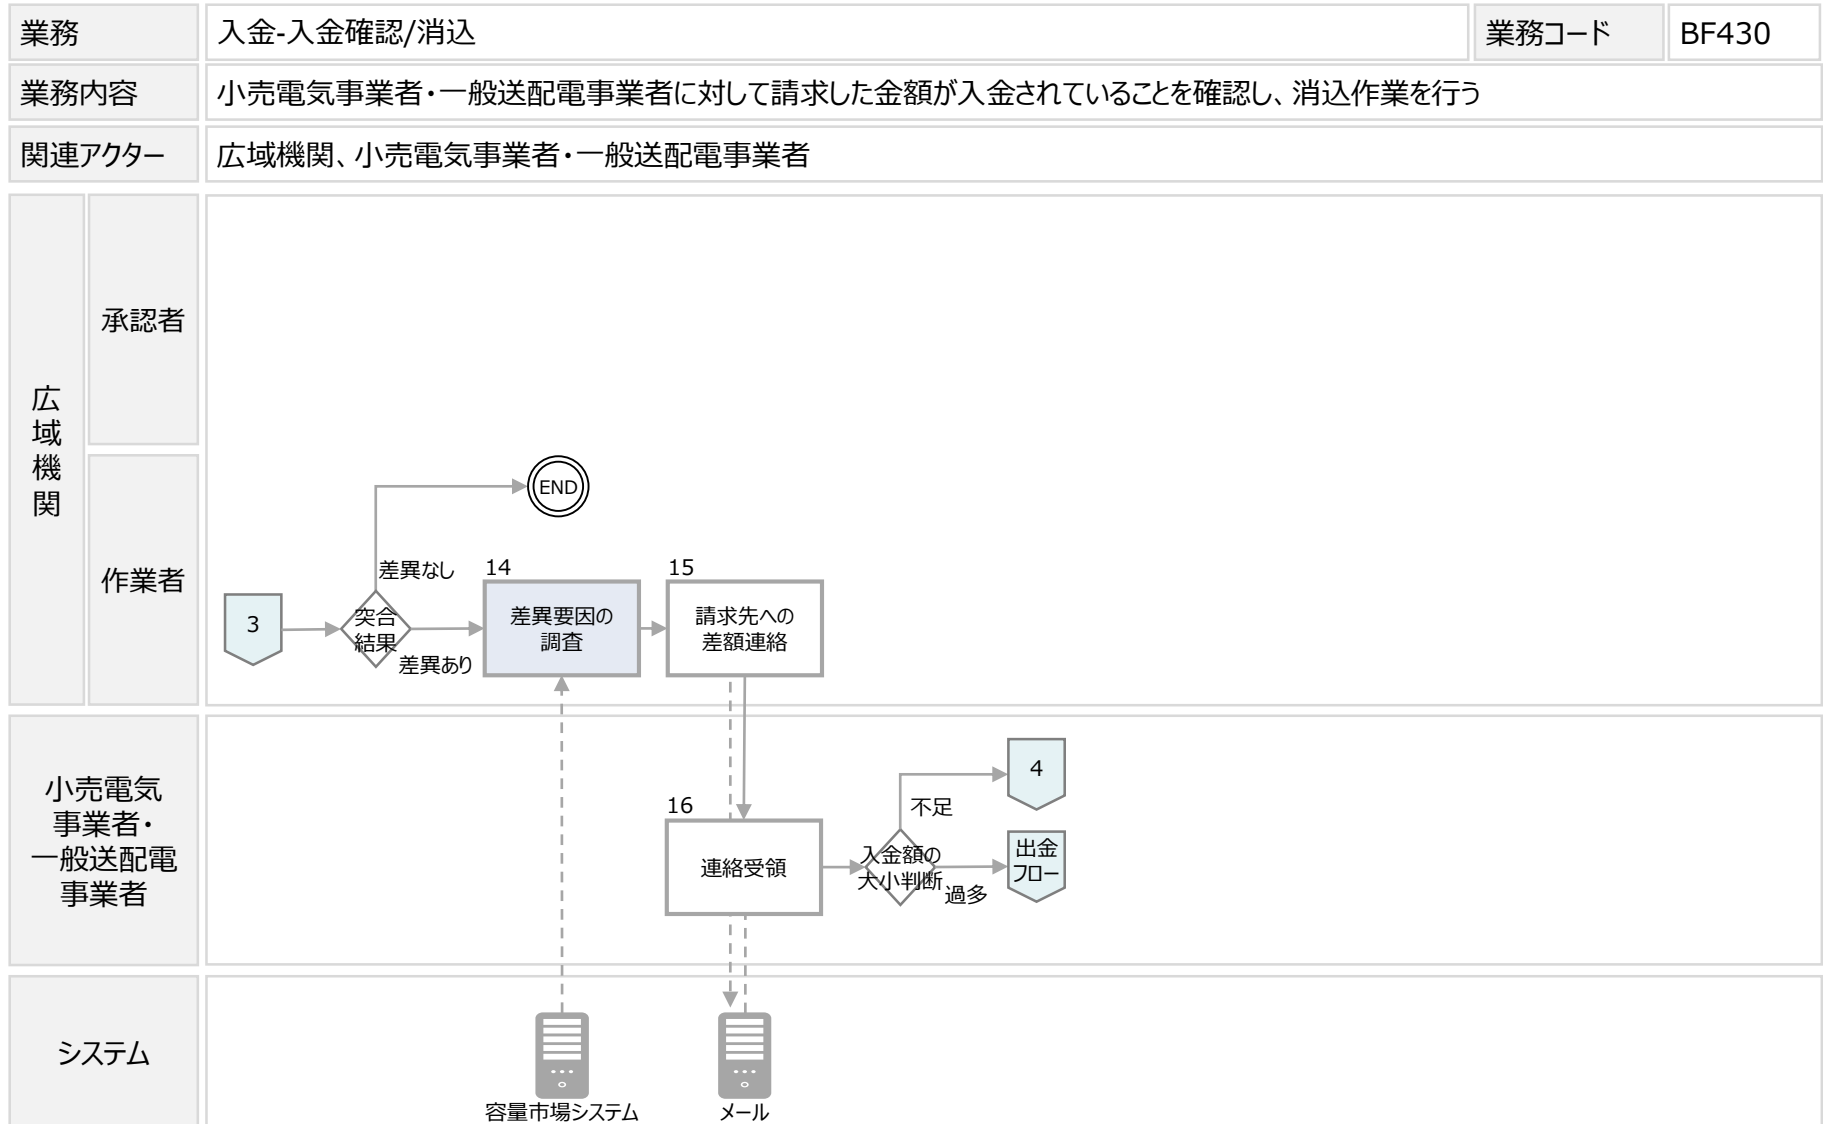 業務
入金-入金確認/消込
業務コード
BF430
業務内容
小売電気事業者・一般送配電事業者に対して請求した金額が入金されていることを確認し、消込作業を行う
関連アクター
広域機関、小売電気事業者・一般送配電事業者
広
域
機
関
承認者
作業者
END
差異なし
14
15
3
突合
結果
差異あり
差異要因の
調査
請求先への
差額連絡
小売電気
事業者・
一般送配電
事業者
16
連絡受領
入金額の
大小判断
不足
過多
4
出金
フロー
システム
容量市場システム
メール